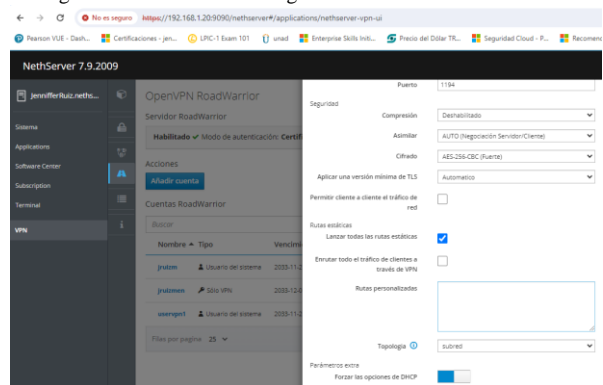 No es seguro https://192.168.1.20:9090/nethserver#/applications/nethserver-vpn-ui
Pearson VUE - Dash... Certificaciones - jen... LPIC-1 Exam 101 unad Enterprise Skills Initi... Precio del Dólar TR... Seguridad Cloud - P... Recomend
NethServer 7.9.2009
JennifferRuiz.neths...
Sistema
Applications
Software Center
Subscription
Terminal
VPN
OpenVPN RoadWarrior
Servidor RoadWarrior
Habilitado ✓ Modo de autenticación: Certif
Acciones
Añadir cuenta
Cuentas RoadWarrior
Buscar
Nombre Tipo Vencimi
jruizm Usuario del sistema 2035-11-2
jruizmen Sólo VPN 2035-12-0
uservpn1 Usuario del sistema 2035-11-2
Filas por pagina 25
Puerto 1194
Seguridad
Compresión Deshabilitado
Asimilar AUTO (Negociación Servidor/Cliente)
Cifrado AES-256-CBC (Fuerte)
Aplicar una versión mínima de TLS Automatico
Permitir cliente a cliente el tráfico de
red
Rutas estáticas
Lanzar todas las rutas estáticas
Enrutar todo el tráfico de clientes a
través de VPN
Rutas personalizadas
Topología subred
Parámetros extra
Forzar las opciones de DHCP